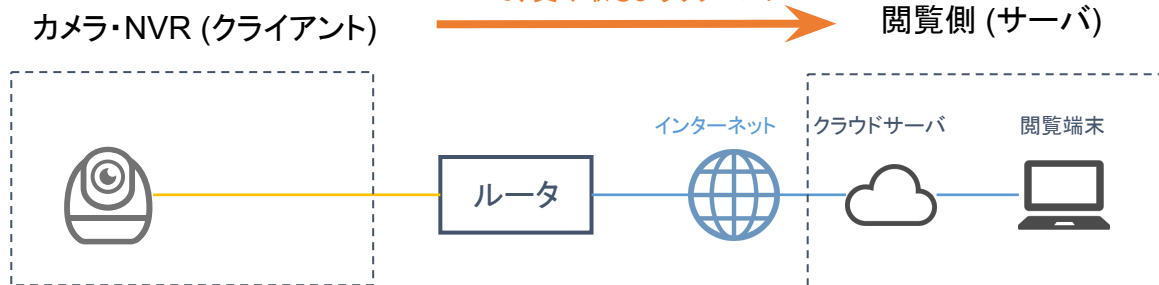 カメラ・NVR (クライアント)
閲覧側 (サーバ)
インターネット
クラウドサーバ
閲覧端末
ルータ